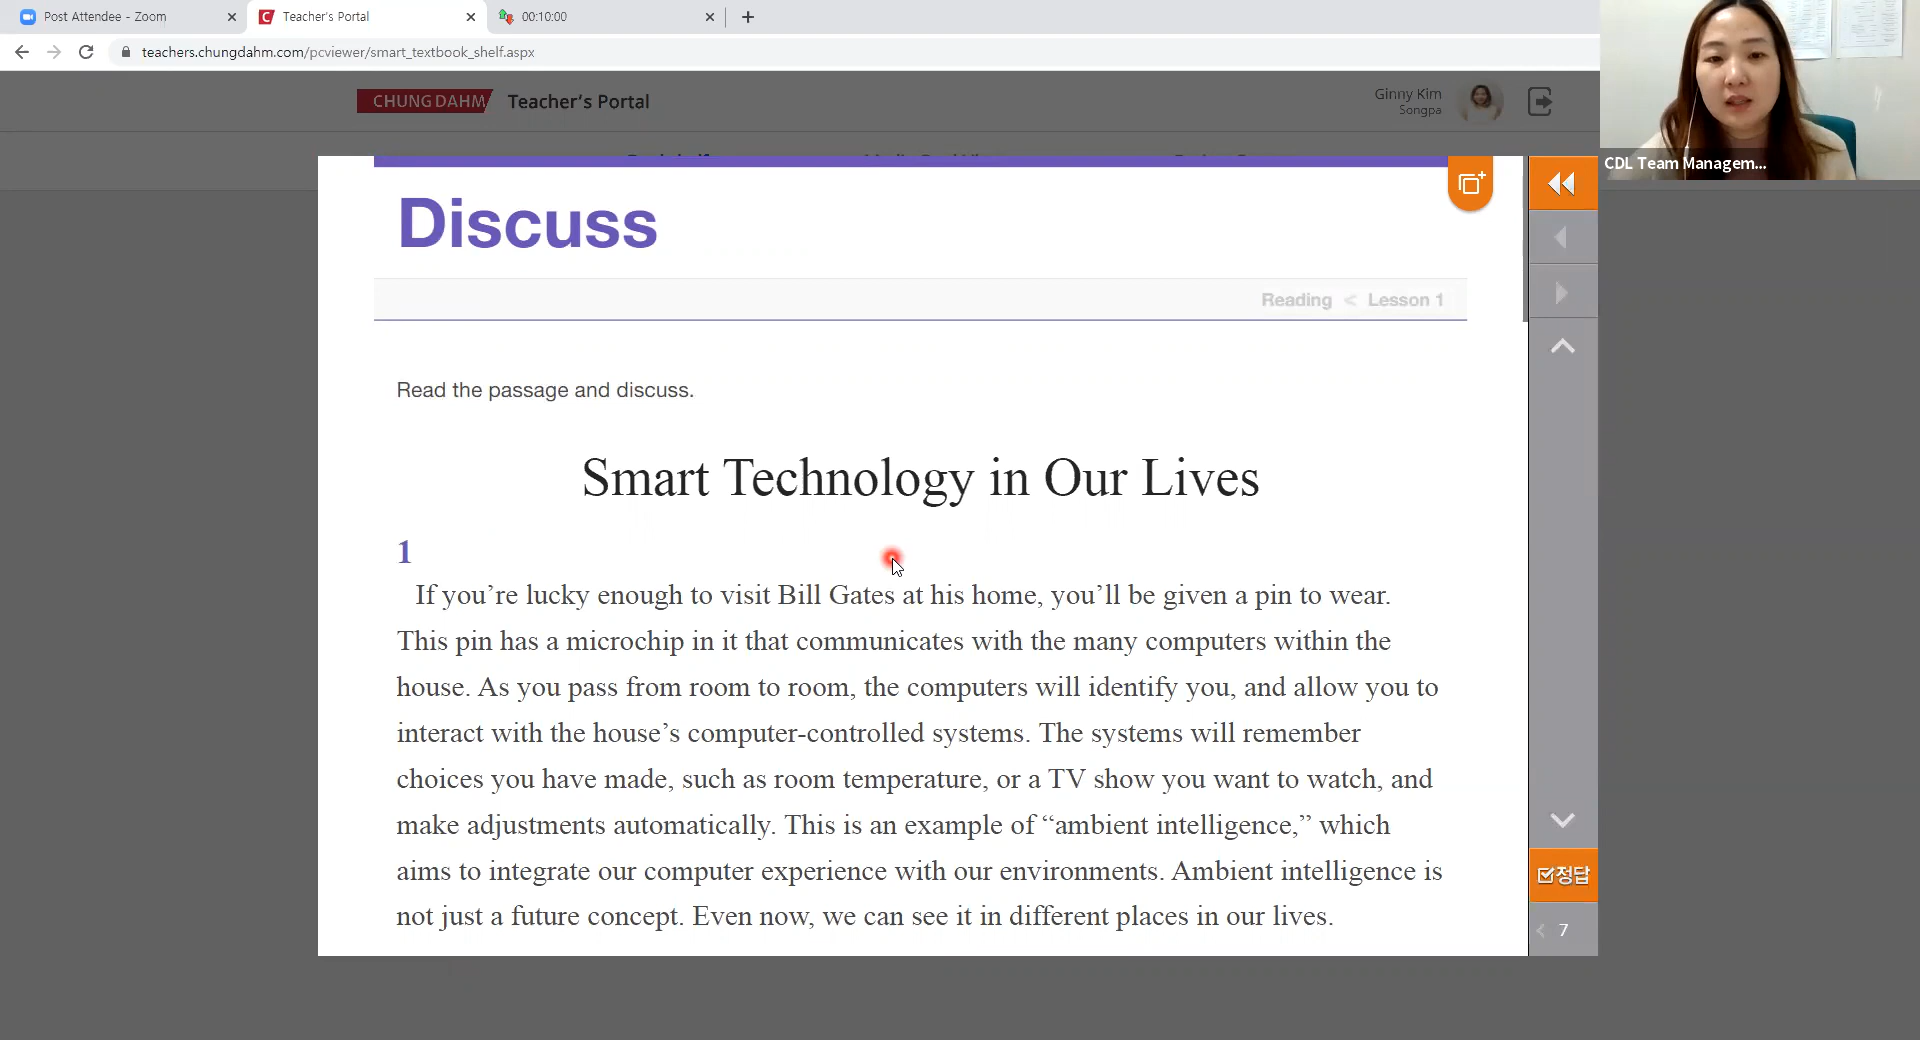 Post Attendee - Zoom
Teacher's Portal
00:10:00
teachers.chungdahm.com/pcviewer/smart_textbook_shelf.aspx
CHUNGDAHM
Teacher's Portal
Ginny Kim
Songpa
CDL Team Managem...
Discuss
Reading < Lesson 1
Read the passage and discuss.
Smart Technology in Our Lives
1
If you're lucky enough to visit Bill Gates at his home, you'll be given a pin to wear.
This pin has a microchip in it that communicates with the many computers within the
house. As you pass from room to room, the computers will identify you, and allow you to
interact with the house's computer-controlled systems. The systems will remember
choices you have made, such as room temperature, or a TV show you want to watch, and
make adjustments automatically. This is an example of “ambient intelligence,” which
aims to integrate our computer experience with our environments. Ambient intelligence is
not just a future concept. Even now, we can see it in different places in our lives.
정답
7